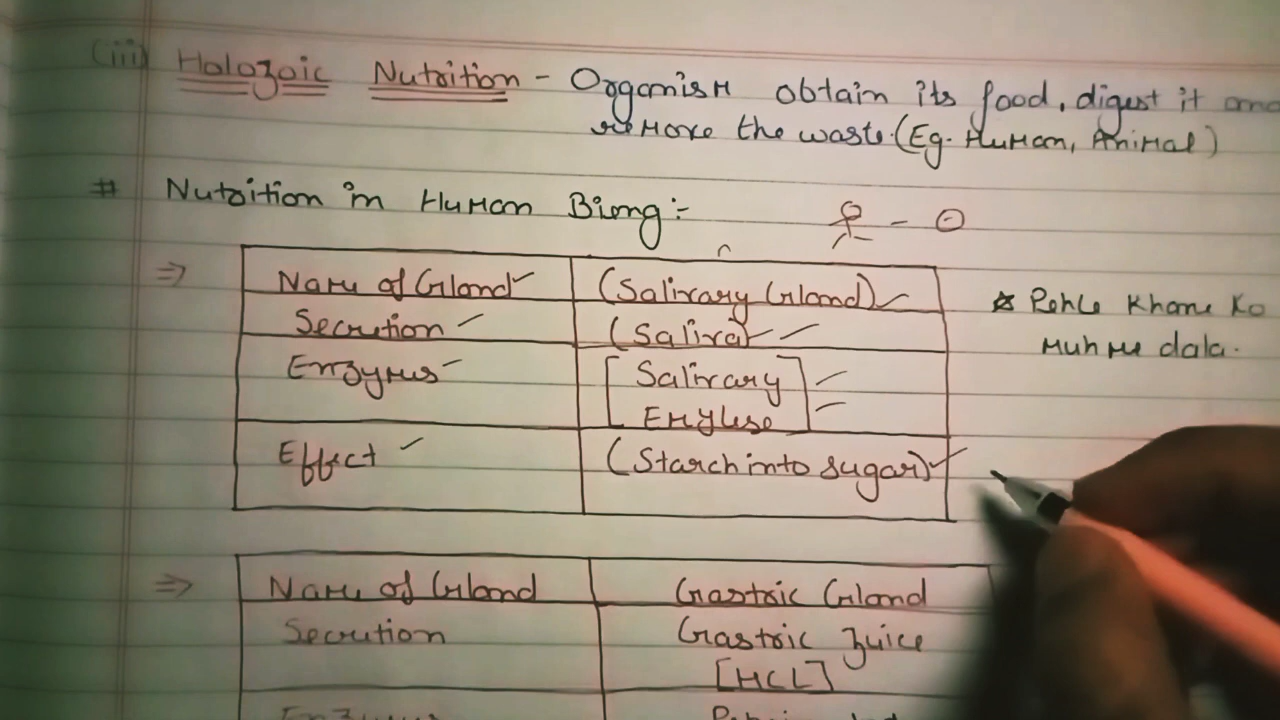 (iii) Holozoic Nutrition - Organism obtain its food, digest it and
remove the waste. (Eg. Human, Animal)
# Nutrition in Human Bieng :-
⇒ Name of Gland (Salivary Gland)
Secretion (Saliva)
Enzymes [Salivary
Emylese]
Effect (Starch into sugar)
☆ Pehle Khane Ko
muh me dala.
⇒ Name of Gland Gastric Gland
Secretion Gastric Juice
[HCL]